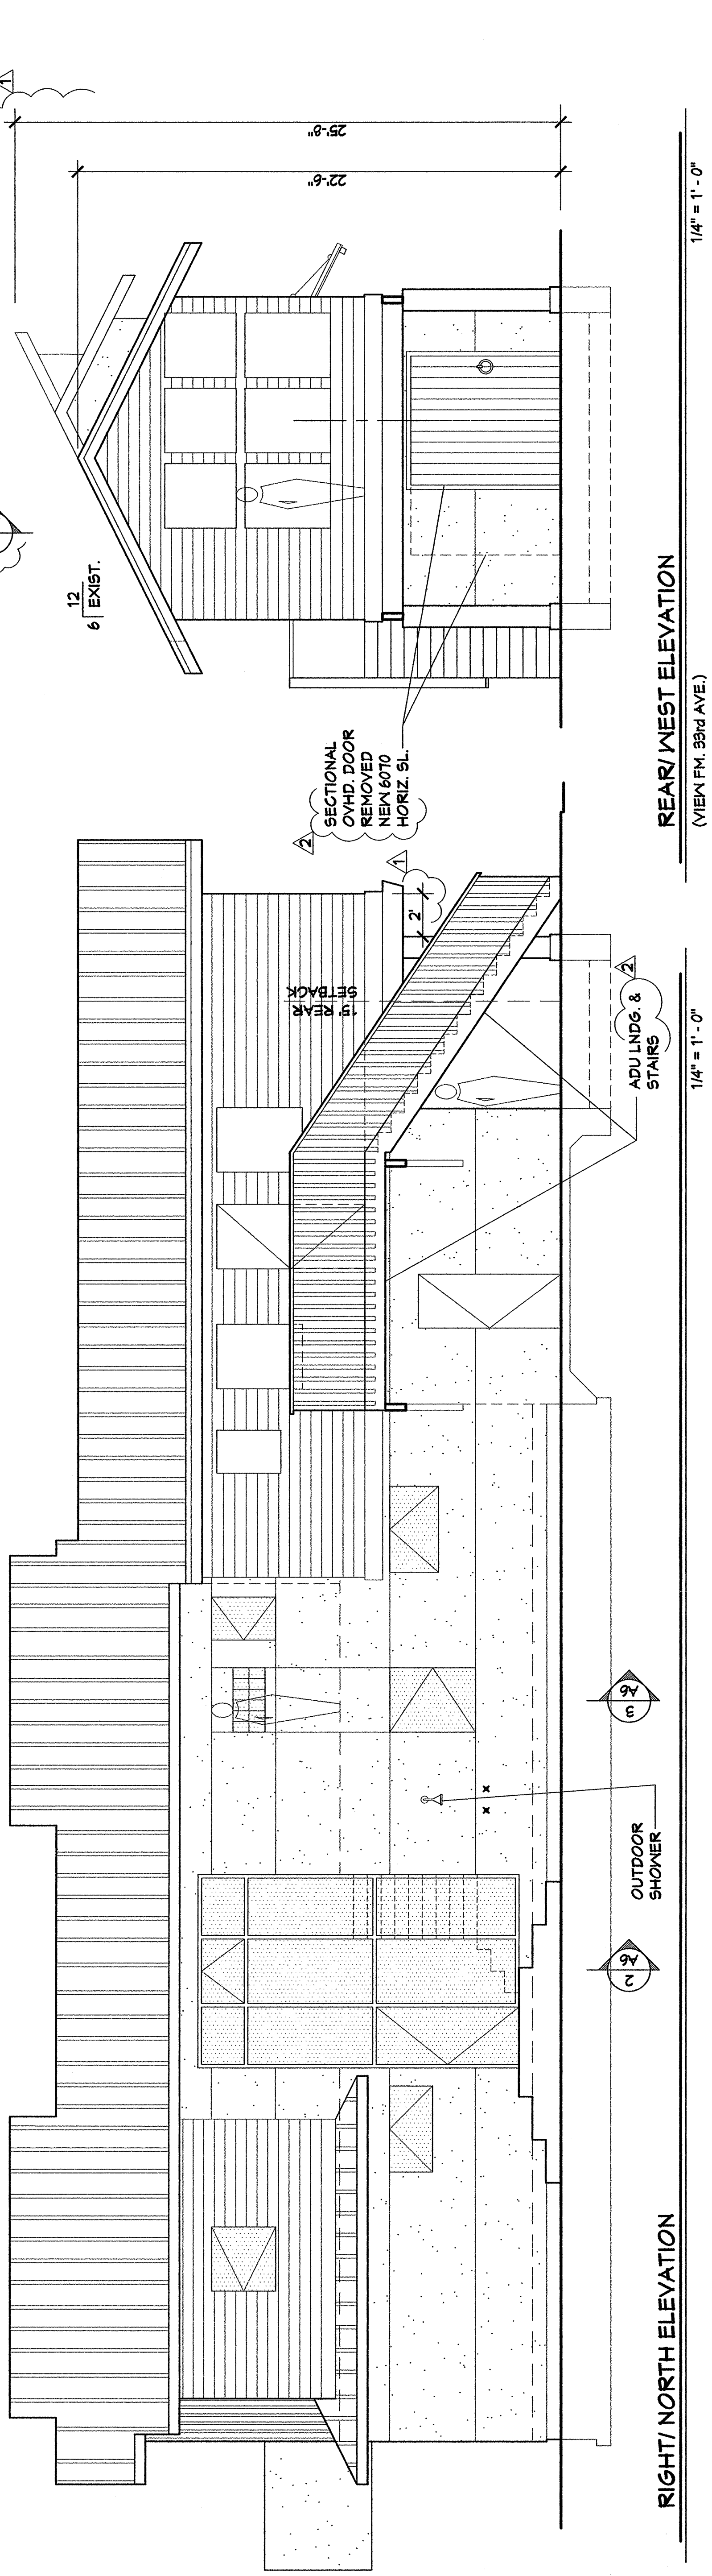 RIGHT/ NORTH ELEVATION
1/4" = 1' - 0"
2
A6
3
A6
OUTDOOR
SHOWER
ADU LNDG. &
STAIRS
2
15' REAR
SETBACK
2'
1
2
SECTIONAL
OVHD. DOOR
REMOVED
NEW 6070
HORIZ. SL.
12
6
EXIST.
22'-6"
25'-8"
1
REAR/ WEST ELEVATION
1/4" = 1' - 0"
(VIEW FM. 33rd AVE.)